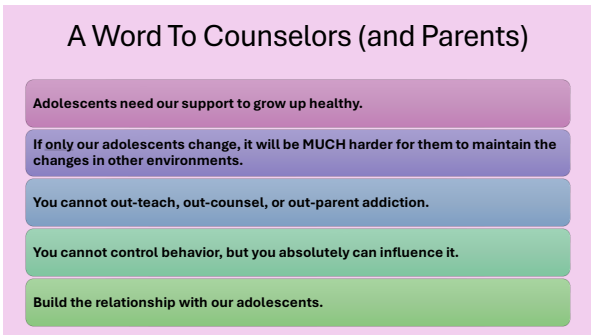 A Word To Counselors (and Parents)
Adolescents need our support to grow up healthy.
If only our adolescents change, it will be MUCH harder for them to maintain the
changes in other environments.
You cannot out-teach, out-counsel, or out-parent addiction.
You cannot control behavior, but you absolutely can influence it.
Build the relationship with our adolescents.